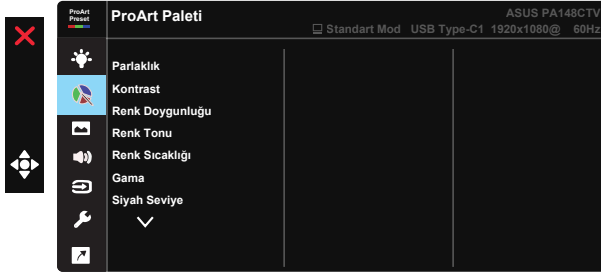 ProArt
Preset
ProArt Paleti
ASUS PA148CTV
Standart Mod USB Type-C1 1920x1080@ 60Hz
Parlaklık
Kontrast
Renk Doygunluğu
Renk Tonu
Renk Sıcaklığı
Gama
Siyah Seviye